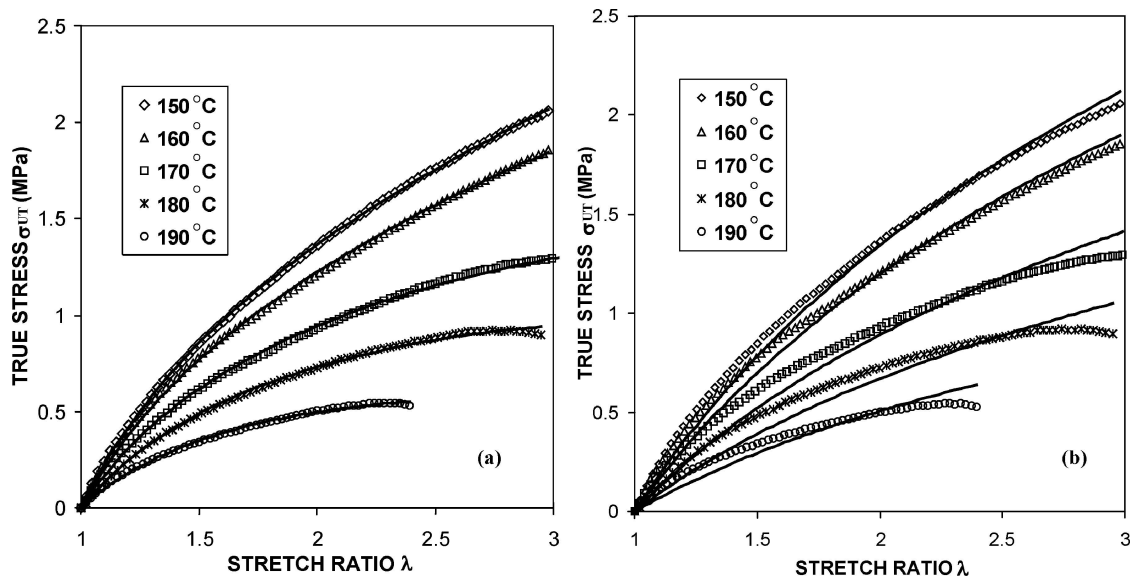 TRUE STRESS σUT (MPa)
2.5
2
1.5
1
0.5
0
150°C
160°C
170°C
180°C
190°C
(a)
1
1.5
2
2.5
3
STRETCH RATIO λ
TRUE STRESS σUT (MPa)
2.5
2
1.5
1
0.5
0
150°C
160°C
170°C
180°C
190°C
(b)
1
1.5
2
2.5
3
STRETCH RATIO λ